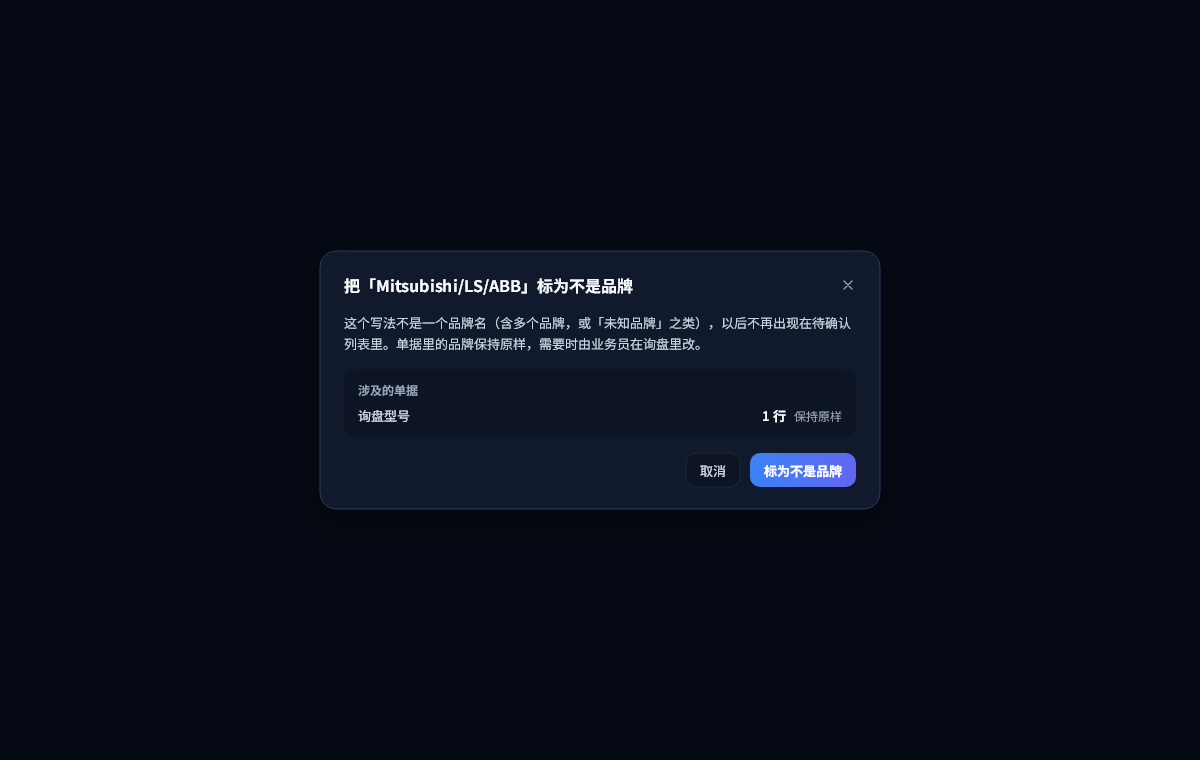 把「Mitsubishi/LS/ABB」标为不是品牌
这个写法不是一个品牌名（含多个品牌，或「未知品牌」之类），以后不再出现在待确认
列表里。单据里的品牌保持原样，需要时由业务员在询盘里改。
涉及的单据
询盘型号 1 行 保持原样
取消 标为不是品牌